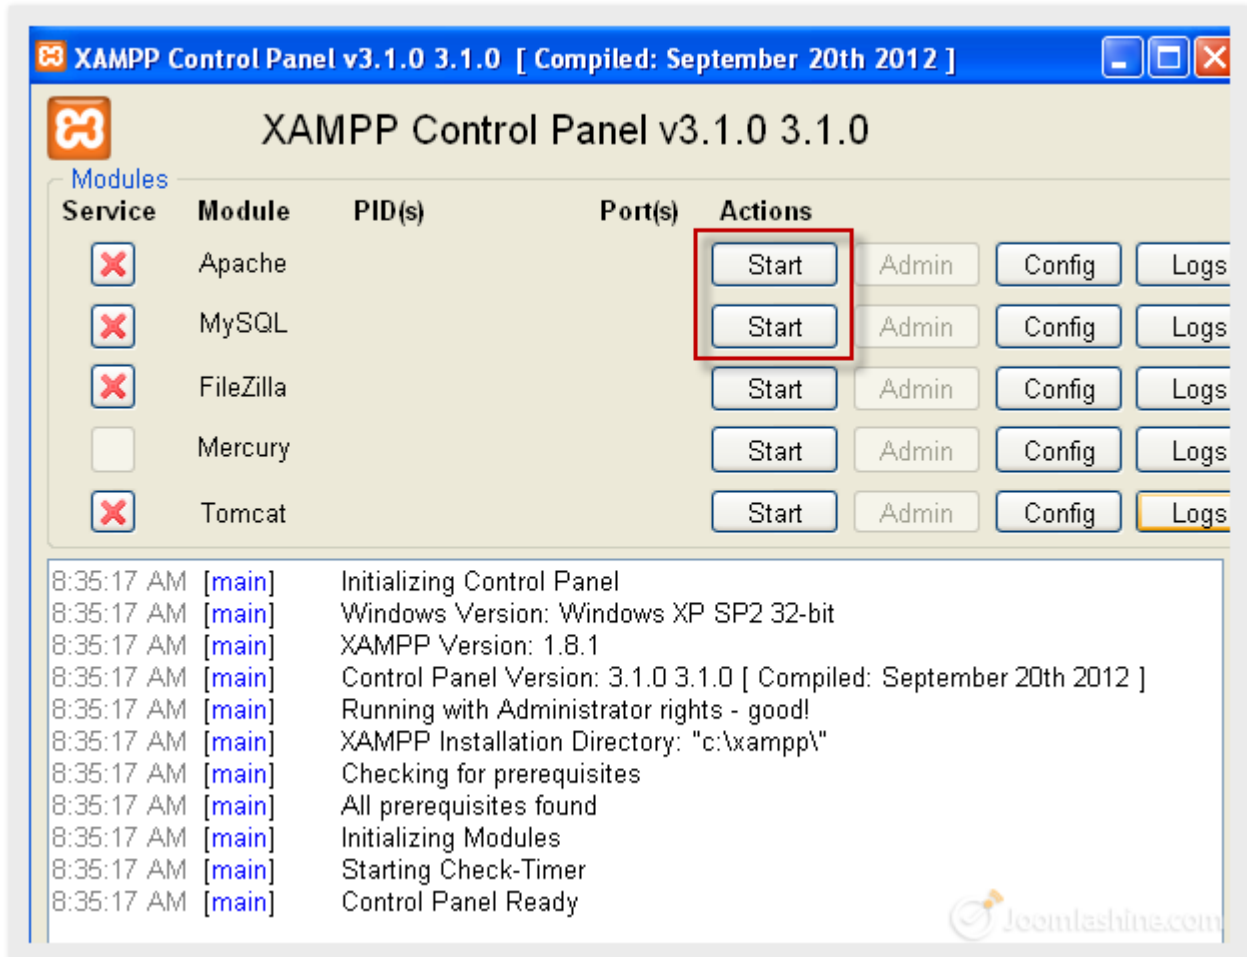 XAMPP Control Panel v3.1.0 3.1.0 [ Compiled: September 20th 2012 ]
XAMPP Control Panel v3.1.0 3.1.0
Modules
Service Module PID(s) Port(s) Actions
Apache Start Admin Config Logs
MySQL Start Admin Config Logs
FileZilla Start Admin Config Logs
Mercury Start Admin Config Logs
Tomcat Start Admin Config Logs
8:35:17 AM [main] Initializing Control Panel
8:35:17 AM [main] Windows Version: Windows XP SP2 32-bit
8:35:17 AM [main] XAMPP Version: 1.8.1
8:35:17 AM [main] Control Panel Version: 3.1.0 3.1.0 [ Compiled: September 20th 2012 ]
8:35:17 AM [main] Running with Administrator rights - good!
8:35:17 AM [main] XAMPP Installation Directory: "c:\xampp\"
8:35:17 AM [main] Checking for prerequisites
8:35:17 AM [main] All prerequisites found
8:35:17 AM [main] Initializing Modules
8:35:17 AM [main] Starting Check-Timer
8:35:17 AM [main] Control Panel Ready
Joomlashine.com